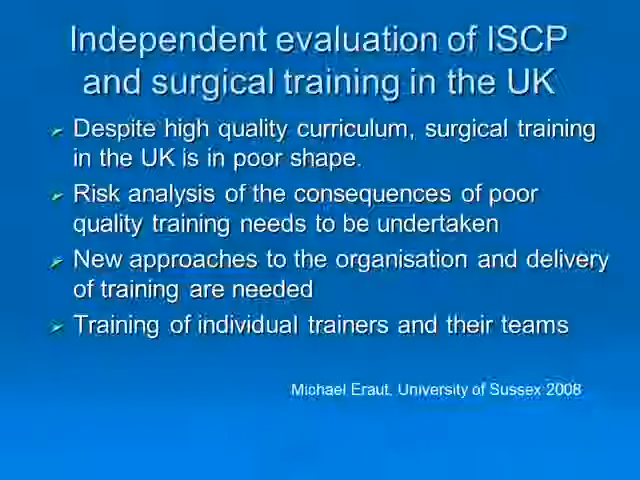 Independent evaluation of ISCP
and surgical training in the UK
Despite high quality curriculum, surgical training
in the UK is in poor shape.
Risk analysis of the consequences of poor
quality training needs to be undertaken
New approaches to the organisation and delivery
of training are needed
Training of individual trainers and their teams
Michael Eraut, University of Sussex 2008